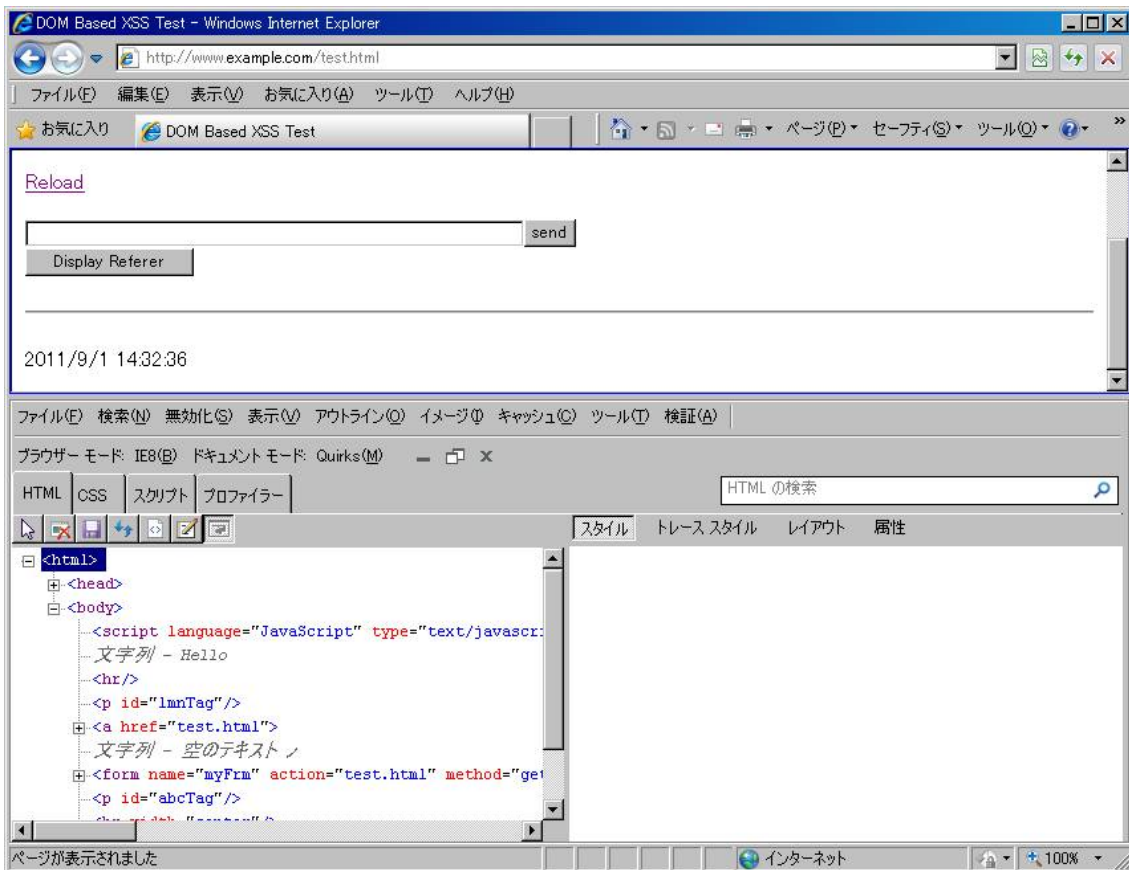 DOM Based XSS Test - Windows Internet Explorer
http://www.example.com/test.html
ファイル(F) 編集(E) 表示(V) お気に入り(A) ツール(T) ヘルプ(H)
お気に入り DOM Based XSS Test ページ(P) セーフティ(S) ツール(O) »
Reload
send
Display Referer
2011/9/1 14:32:36
ファイル(F) 検索(N) 無効化(S) 表示(V) アウトライン(O) イメージ(I) キャッシュ(C) ツール(T) 検証(A)
ブラウザー モード: IE8(B) ドキュメント モード: Quirks(M)
HTML CSS スクリプト プロファイラー HTML の検索
スタイル トレース スタイル レイアウト 属性
<html>
<head>
<body>
<script language="JavaScript" type="text/javascr
文字列 - Hello
<hr/>
<p id="lmnTag"/>
<a href="test.html">
文字列 - 空のテキスト ノ
<form name="myFrm" action="test.html" method="get
<p id="abcTag"/>
ページが表示されました インターネット 100%